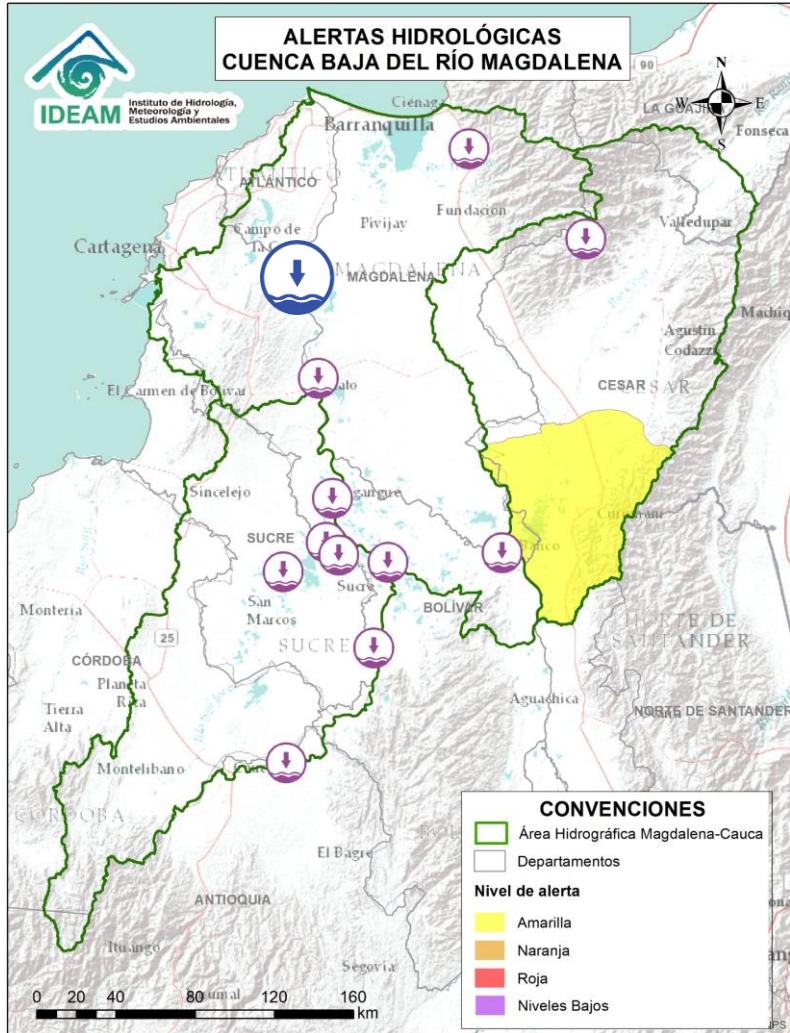 ALERTAS HIDROLÓGICAS
CUENCA BAJA DEL RÍO MAGDALENA
IDEAM
Instituto de Hidrología,
Meteorología y
Estudios Ambientales
N
W
E
S
90
LA GUAJIRA
Ciénaga
Barranquilla
Fonseca
ATLÁNTICO
ATLÁNTICO
Fundación
Pivijay
Valledupar
Campo de
Cartagena
MAGDALENA
MAGDALENA
Agustín
Codazzi
CESAR
CESAR
El Carmen de Bolívar
Sincelejo
SUCRE
Banco
Sucre
San
Marcos
BOLÍVAR
Montería
SUCRE
25
NORTE DE
SANTANDER
CÓRDOBA
Planeta
Rica
Tierra
Alta
Aguachica
NORTE DE SANTANDER
Montelibano
CÓRDOBA
El Bagre
ANTIOQUIA
Ituango
Segovia
0 20 40 80 120 160
km
CONVENCIONES
Área Hidrográfica Magdalena-Cauca
Departamentos
Nivel de alerta
Amarilla
Naranja
Roja
Niveles Bajos